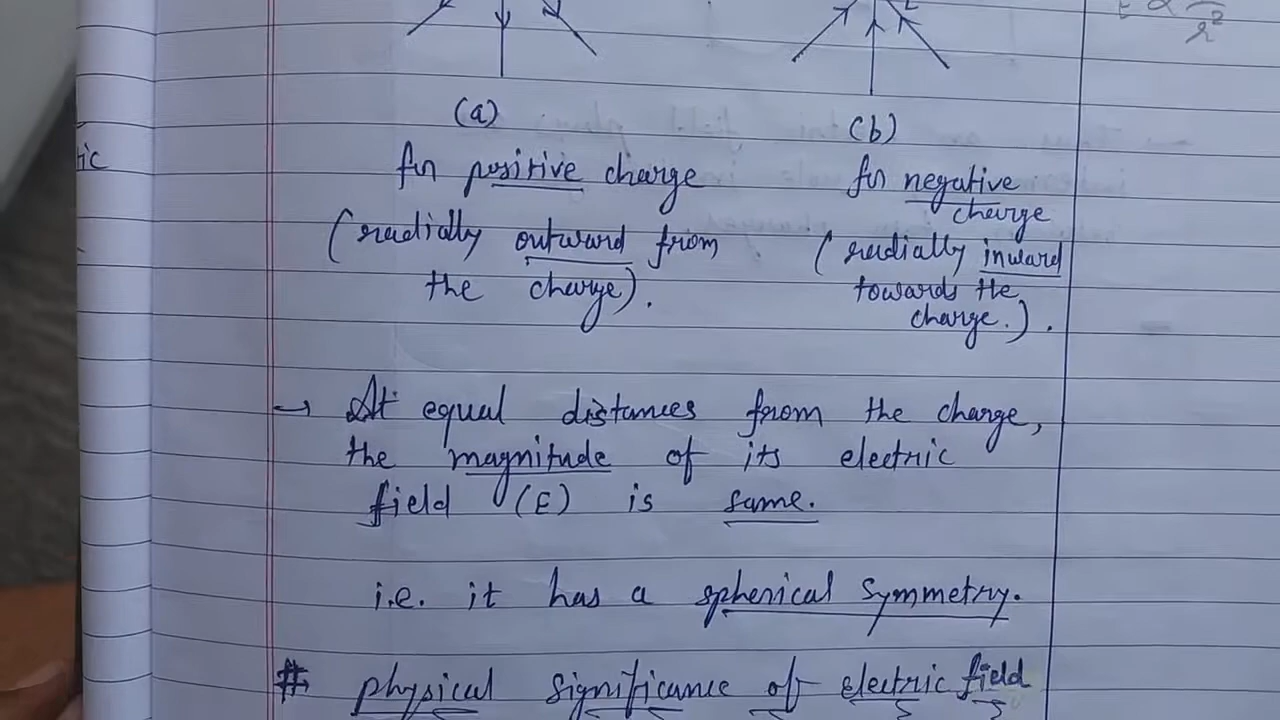 (a)
(b)
for positive charge
for negative
charge
(radially outward from
the charge).
(radially inward
towards the
charge.).
→ At equal distances from the charge,
the magnitude of its electric
field (E) is same.
i.e. it has a spherical symmetry.
# physical significance of electric field